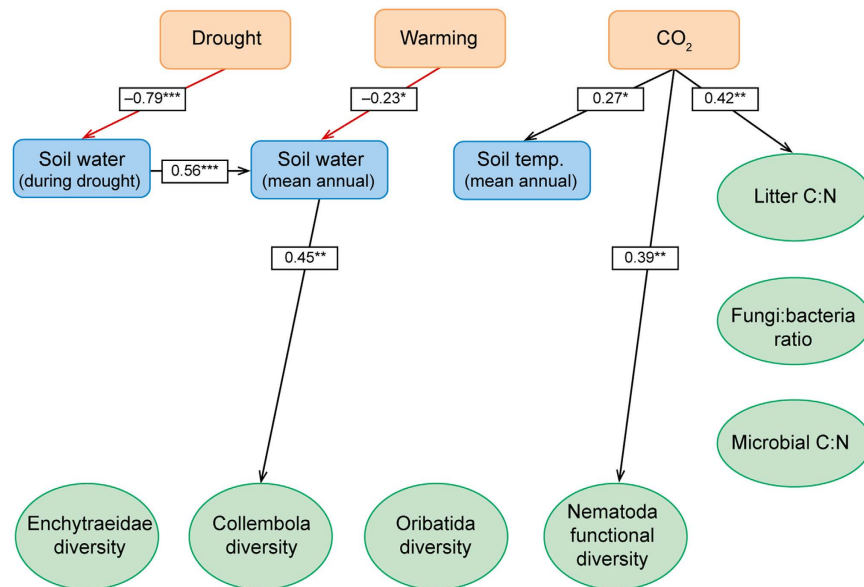 Drought
Warming
CO₂
–0.79***
–0.23*
0.27*
0.42**
Soil water
(during drought)
0.56***
Soil water
(mean annual)
Soil temp.
(mean annual)
Litter C:N
0.45**
0.39**
Fungi:bacteria
ratio
Microbial C:N
Enchytraeidae
diversity
Collembola
diversity
Oribatida
diversity
Nematoda
functional
diversity